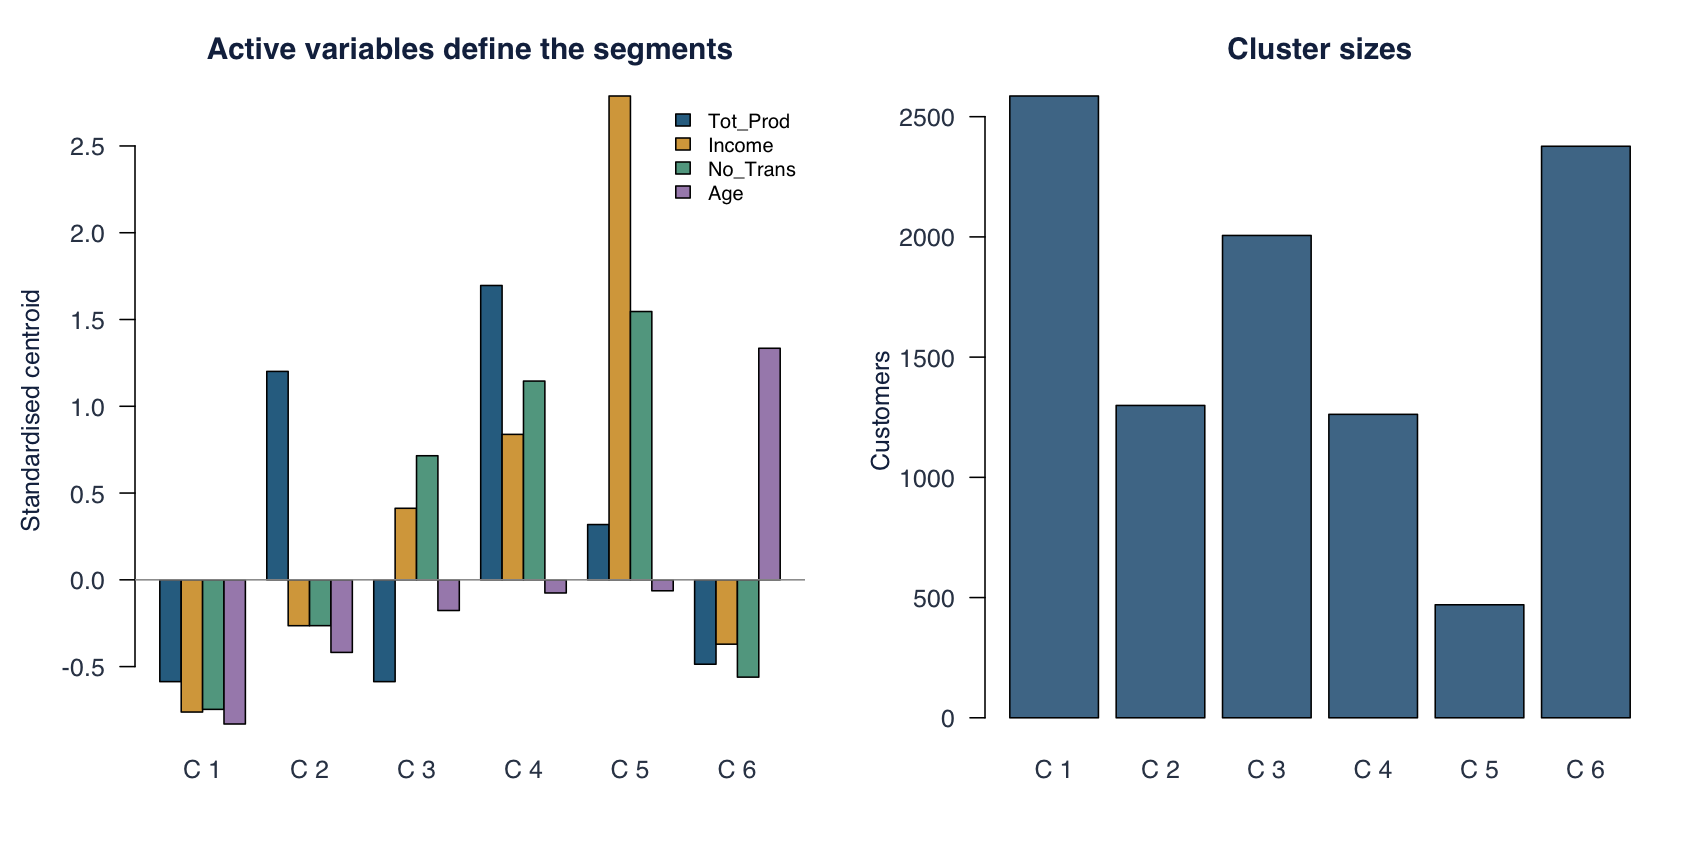 Active variables define the segments
Standardised centroid
2.5
2.0
1.5
1.0
0.5
0.0
-0.5
Tot_Prod
Income
No_Trans
Age
C 1 C 2 C 3 C 4 C 5 C 6
Cluster sizes
Customers
2500
2000
1500
1000
500
0
C 1 C 2 C 3 C 4 C 5 C 6